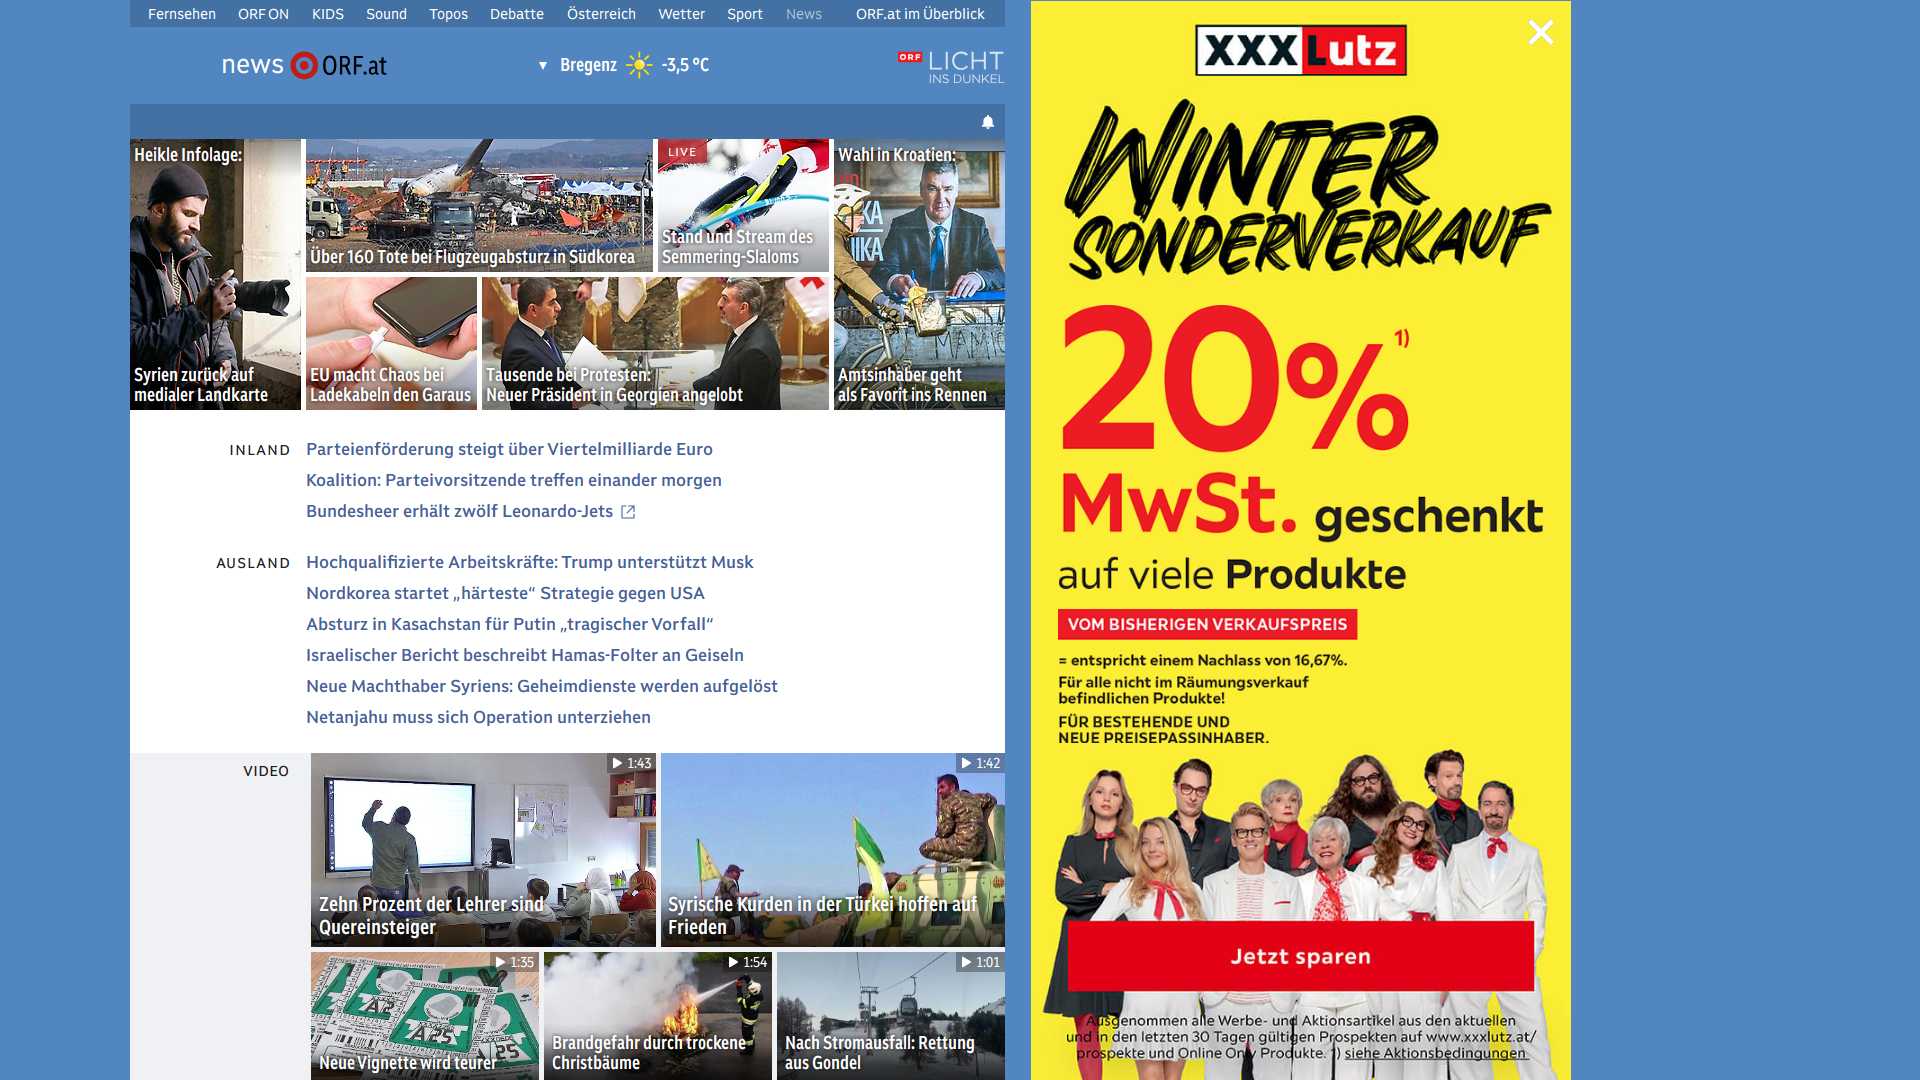 Fernsehen ORF ON KIDS Sound Topos Debatte Österreich Wetter Sport News ORF.at im Überblick
news ORF.at
▼ Bregenz -3,5 °C
ORF LICHT
INS DUNKEL
Heikle Infolage:
Syrien zurück auf
medialer Landkarte
Über 160 Tote bei Flugzeugabsturz in Südkorea
LIVE
Stand und Stream des
Semmering-Slaloms
Wahl in Kroatien:
Amtsinhaber geht
als Favorit ins Rennen
EU macht Chaos bei
Ladekabeln den Garaus
Tausende bei Protesten:
Neuer Präsident in Georgien angelobt
INLAND
Parteienförderung steigt über Viertelmilliarde Euro
Koalition: Parteivorsitzende treffen einander morgen
Bundesheer erhält zwölf Leonardo-Jets
AUSLAND
Hochqualifizierte Arbeitskräfte: Trump unterstützt Musk
Nordkorea startet „härteste“ Strategie gegen USA
Absturz in Kasachstan für Putin „tragischer Vorfall“
Israelischer Bericht beschreibt Hamas-Folter an Geiseln
Neue Machthaber Syriens: Geheimdienste werden aufgelöst
Netanjahu muss sich Operation unterziehen
VIDEO
1:43
Zehn Prozent der Lehrer sind
Quereinsteiger
1:42
Syrische Kurden in der Türkei hoffen auf
Frieden
1:35
Neue Vignette wird teurer
1:54
Brandgefahr durch trockene
Christbäume
1:01
Nach Stromausfall: Rettung
aus Gondel
XXXLutz
WINTER
SONDERVERKAUF
20% 1)
MwSt. geschenkt
auf viele Produkte
VOM BISHERIGEN VERKAUFSPREIS
= entspricht einem Nachlass von 16,67%.
Für alle nicht im Räumungsverkauf
befindlichen Produkte!
FÜR BESTEHENDE UND
NEUE PREISEPASSINHABER.
Jetzt sparen
Ausgenommen alle Werbe- und Aktionsartikel aus den aktuellen
und in den letzten 30 Tagen gültigen Prospekten auf www.xxxlutz.at/
prospekte und Online Only Produkte. 1) siehe Aktionsbedingungen